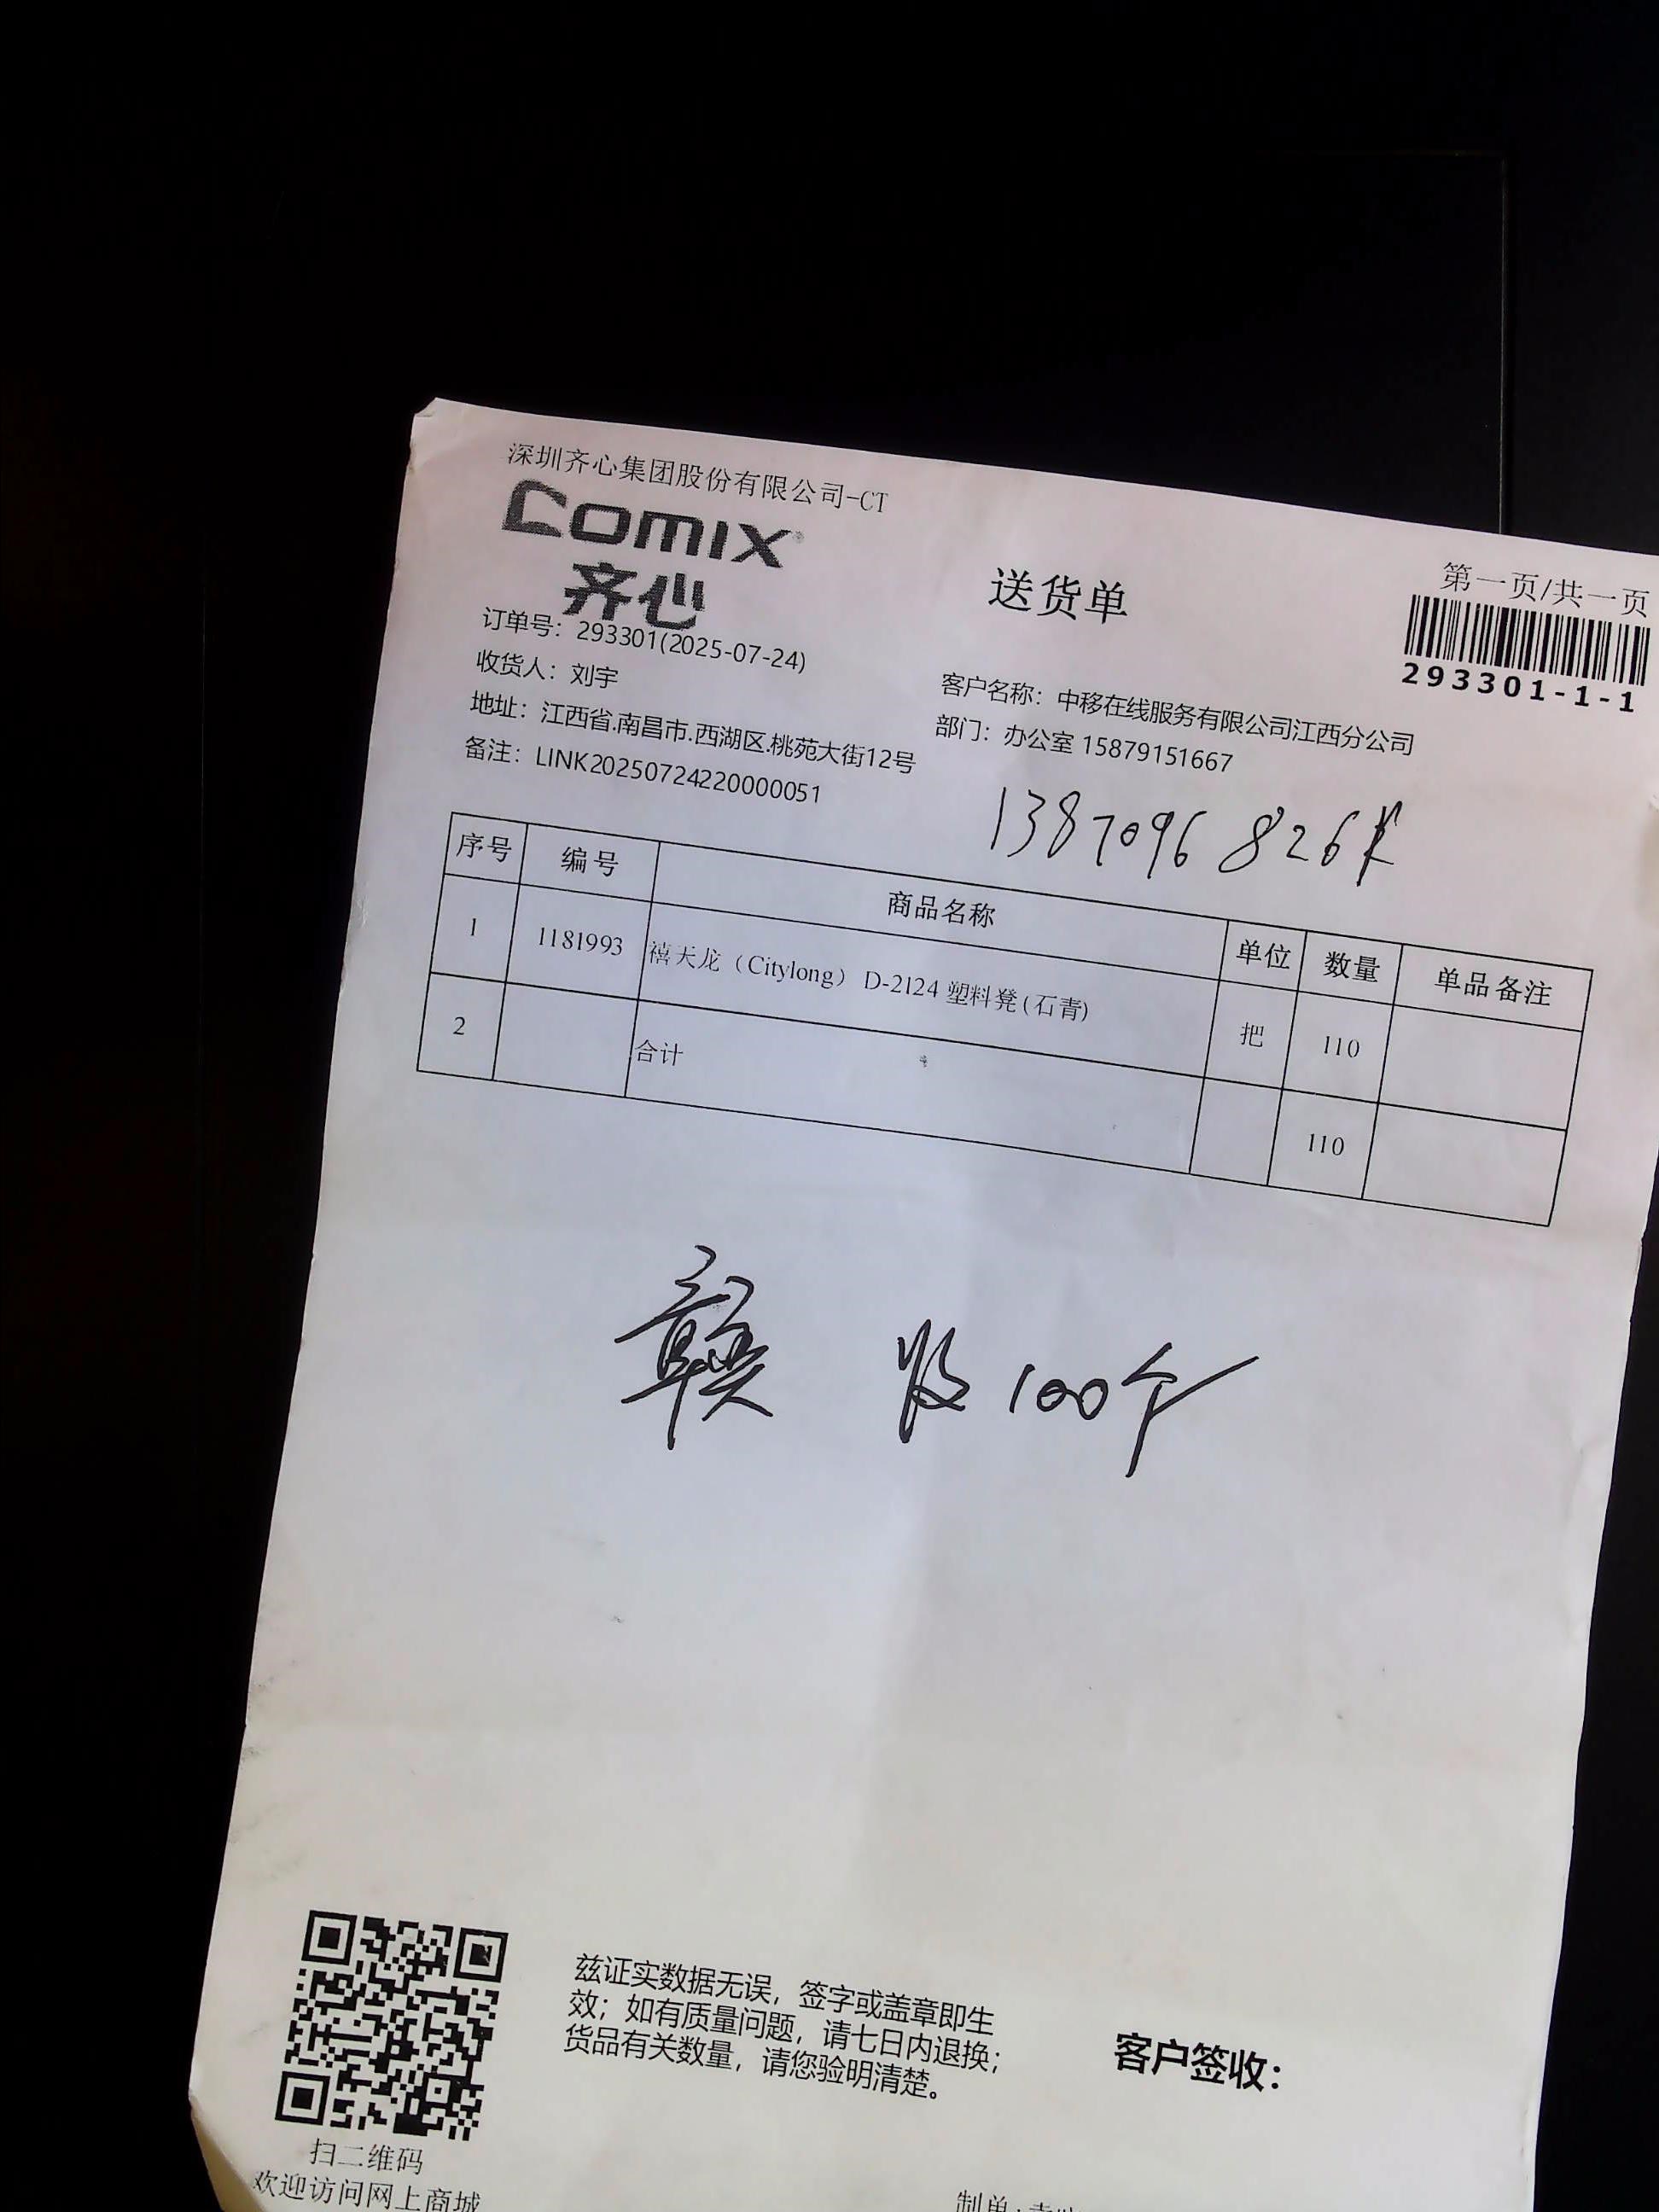 深圳齐心集团股份有限公司-CT
COMIX
齐心
送货单
第一页/共一页
293301-1-1
订单号：293301(2025-07-24)
收货人：刘宇
客户名称：中移在线服务有限公司江西分公司
地址：江西省.南昌市.西湖区.桃苑大街12号
部门：办公室 15879151667
备注：LINK20250724220000051
1387096826
序号 编号 商品名称 单位 数量 单品备注
1 1181993 禧天龙（Citylong） D-2124 塑料凳(石青) 把 110
2 合计 110
收100个
兹证实数据无误，签字或盖章即生
效；如有质量问题，请七日内退换；
货品有关数量，请您验明清楚。
客户签收：
扫二维码
欢迎访问网上商城
制单: